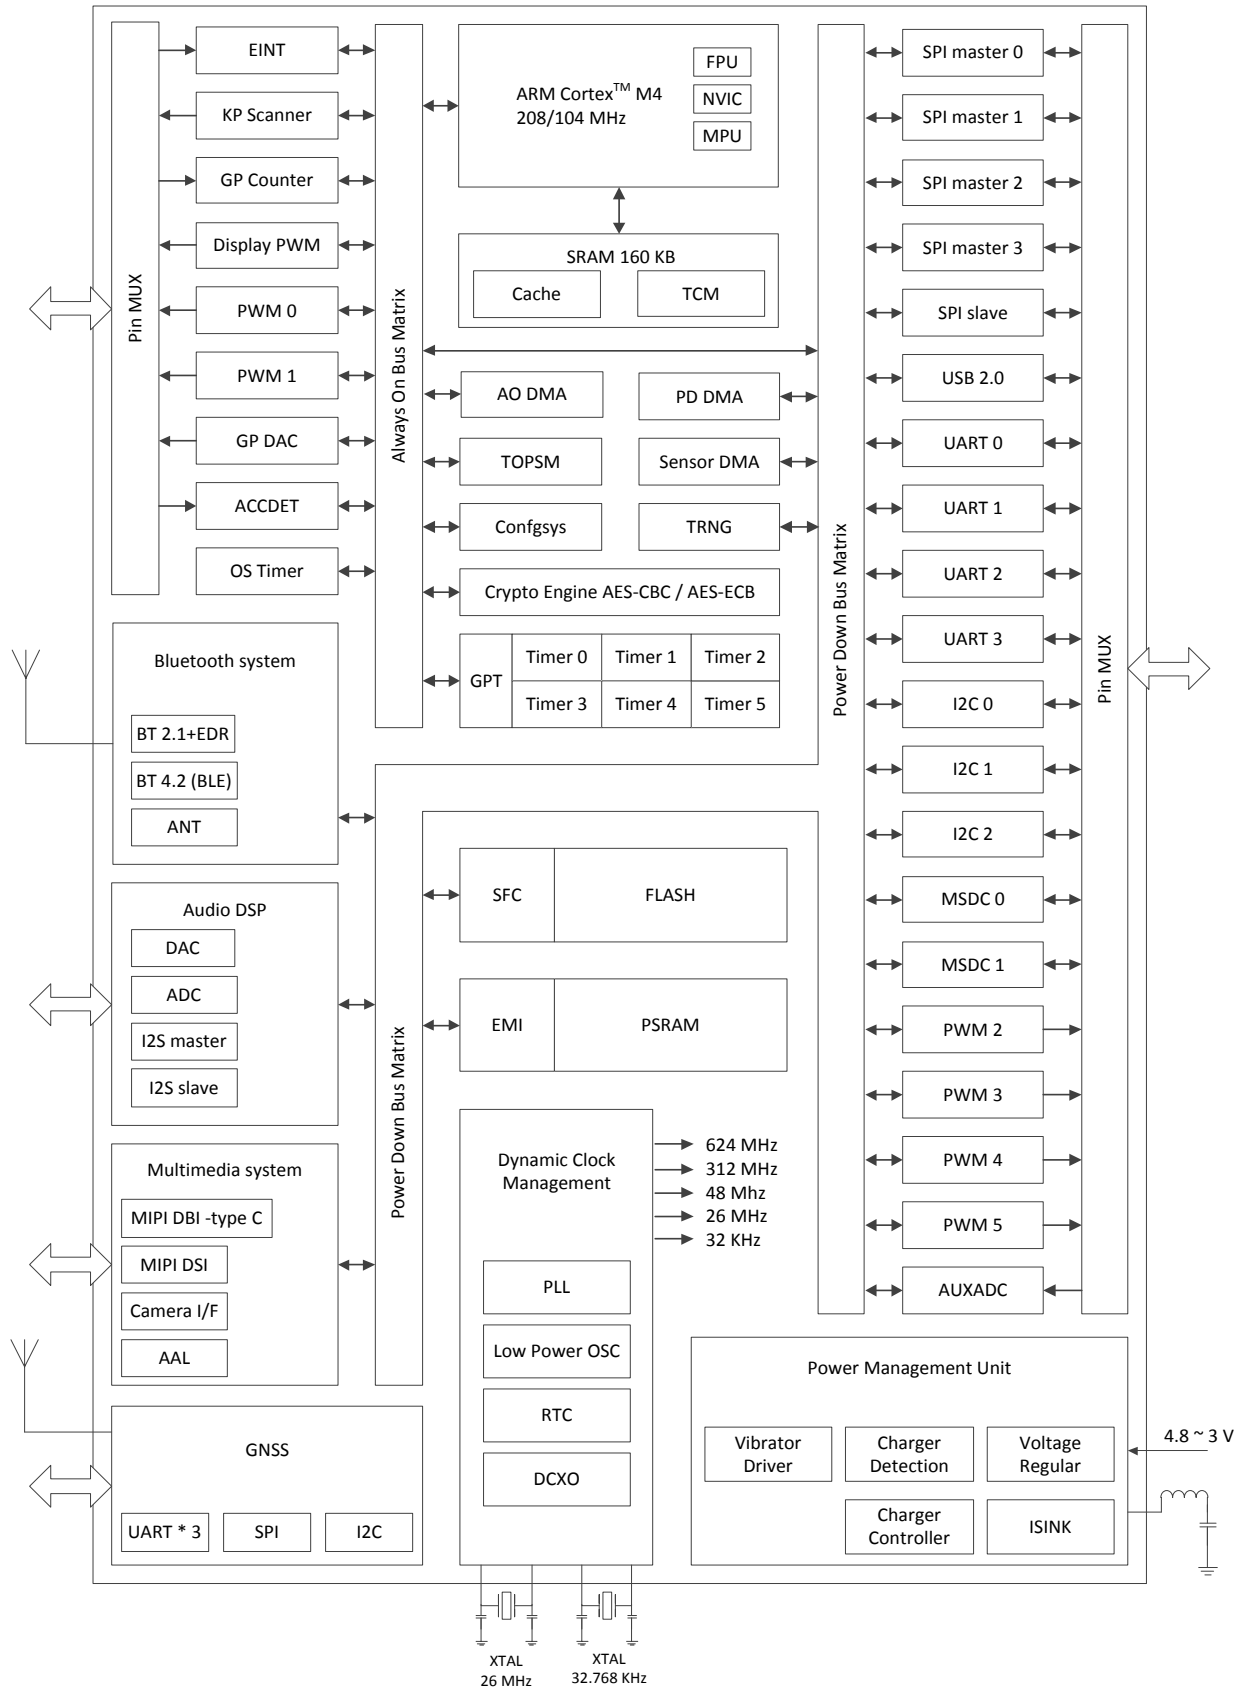 EINT
KP Scanner
GP Counter
Display PWM
PWM 0
PWM 1
GP DAC
ACCDET
OS Timer
Pin MUX
Always On Bus Matrix
ARM Cortex™ M4
208/104 MHz
FPU
NVIC
MPU
SRAM 160 KB
Cache
TCM
AO DMA
PD DMA
TOPSM
Sensor DMA
Confgsys
TRNG
Crypto Engine AES-CBC / AES-ECB
GPT
Timer 0
Timer 1
Timer 2
Timer 3
Timer 4
Timer 5
Power Down Bus Matrix
SPI master 0
SPI master 1
SPI master 2
SPI master 3
SPI slave
USB 2.0
UART 0
UART 1
UART 2
UART 3
I2C 0
I2C 1
I2C 2
MSDC 0
MSDC 1
PWM 2
PWM 3
PWM 4
PWM 5
AUXADC
Pin MUX
Bluetooth system
BT 2.1+EDR
BT 4.2 (BLE)
ANT
Audio DSP
DAC
ADC
I2S master
I2S slave
Multimedia system
MIPI DBI -type C
MIPI DSI
Camera I/F
AAL
GNSS
UART * 3
SPI
I2C
Power Down Bus Matrix
SFC
FLASH
EMI
PSRAM
Dynamic Clock
Management
624 MHz
312 MHz
48 Mhz
26 MHz
32 KHz
PLL
Low Power OSC
RTC
DCXO
Power Management Unit
Vibrator
Driver
Charger
Detection
Voltage
Regular
Charger
Controller
ISINK
4.8 ~ 3 V
XTAL
26 MHz
XTAL
32.768 KHz